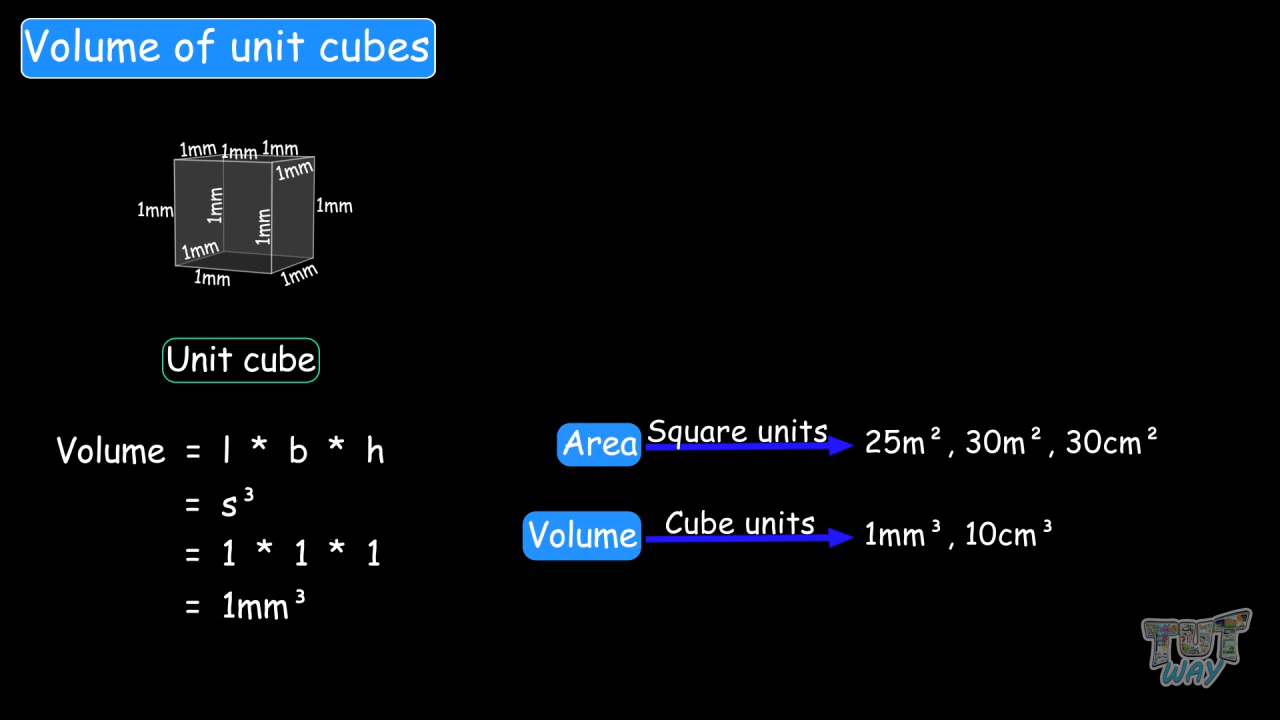 Volume of unit cubes
1mm 1mm 1mm
1mm
1mm 1mm 1mm 1mm
1mm
1mm 1mm
Unit cube
Volume = l * b * h
= s³
= 1 * 1 * 1
= 1mm³
Area Square units 25m², 30m², 30cm²
Volume Cube units 1mm³, 10cm³
TUT
WAY